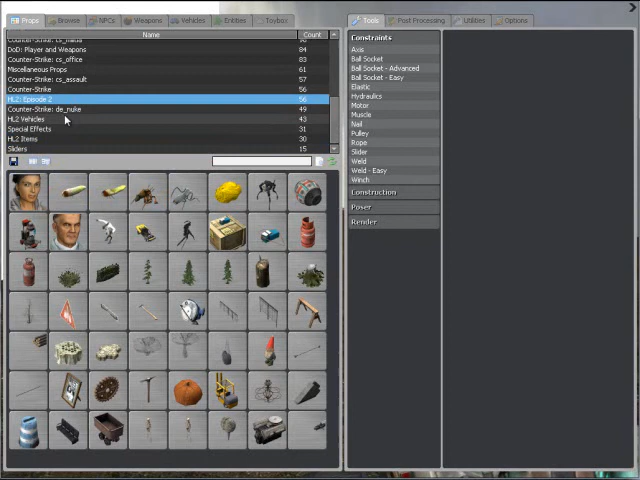 Props Browse NPCs Weapons Vehicles Entities Toybox Tools Post Processing Utilities Options
Name Count
DoD: Player and Weapons 84
Counter-Strike: cs_office 83
Miscellaneous Props 61
Counter-Strike: cs_assault 57
Counter-Strike 56
HL2: Episode 2 56
Counter-Strike: de_nuke 49
HL2 Vehicles 43
Special Effects 31
HL2 Items 30
Sliders 15
Constraints
Axis
Ball Socket
Ball Socket - Advanced
Ball Socket - Easy
Elastic
Hydraulics
Motor
Muscle
Nail
Pulley
Rope
Slider
Weld
Weld - Easy
Winch
Construction
Poser
Render